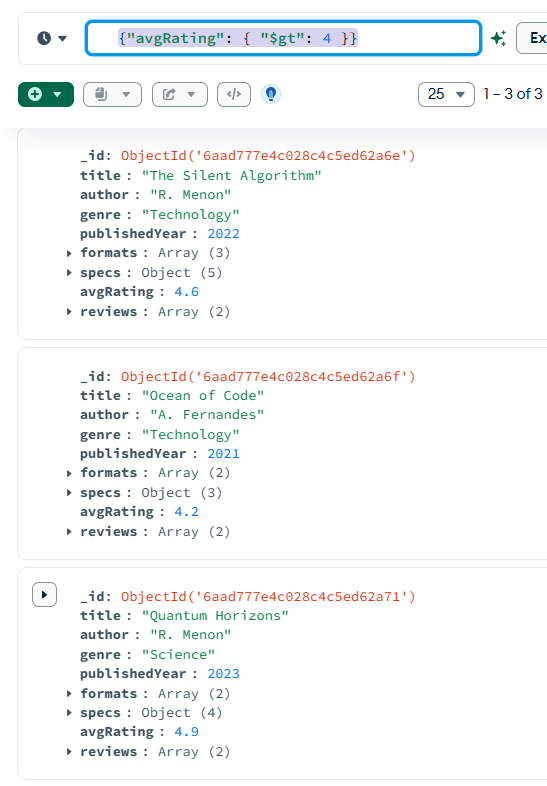 {"avgRating": { "$gt": 4 }}
Ex
25
1 – 3 of 3
_id: ObjectId('6aad777e4c028c4c5ed62a6e')
title : "The Silent Algorithm"
author : "R. Menon"
genre : "Technology"
publishedYear : 2022
formats : Array (3)
specs : Object (5)
avgRating : 4.6
reviews : Array (2)
_id: ObjectId('6aad777e4c028c4c5ed62a6f')
title : "Ocean of Code"
author : "A. Fernandes"
genre : "Technology"
publishedYear : 2021
formats : Array (2)
specs : Object (3)
avgRating : 4.2
reviews : Array (2)
_id: ObjectId('6aad777e4c028c4c5ed62a71')
title : "Quantum Horizons"
author : "R. Menon"
genre : "Science"
publishedYear : 2023
formats : Array (2)
specs : Object (4)
avgRating : 4.9
reviews : Array (2)